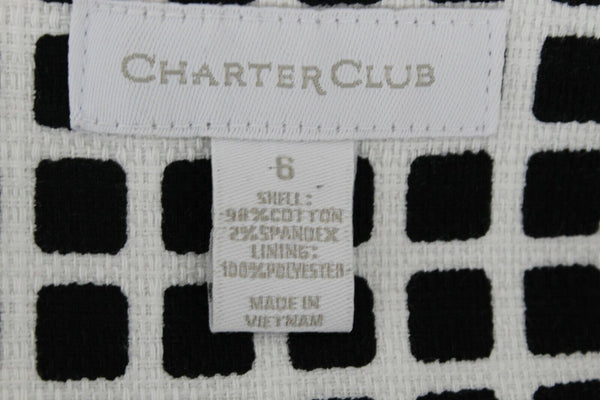 CHARTER CLUB
6
SHELL:
98%COTTON
2%SPANDEX
LINING:
100%POLYESTER
MADE IN
VIETNAM